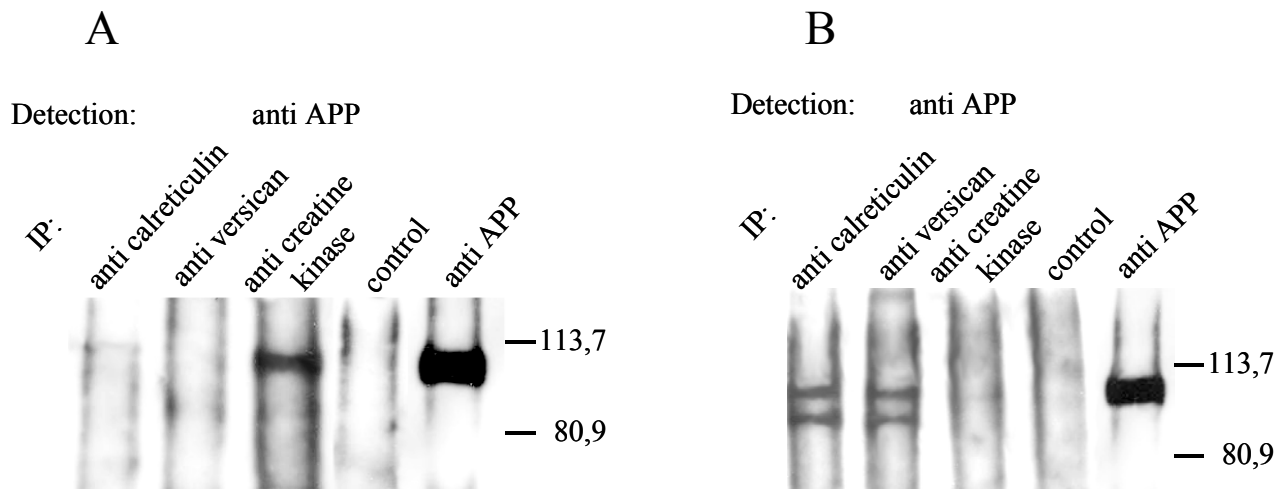 A
Detection: anti APP
IP:
anti calreticulin
anti versican
anti creatine
kinase
control
anti APP
113,7
80,9
B
Detection: anti APP
IP:
anti calreticulin
anti versican
anti creatine
kinase
control
anti APP
113,7
80,9